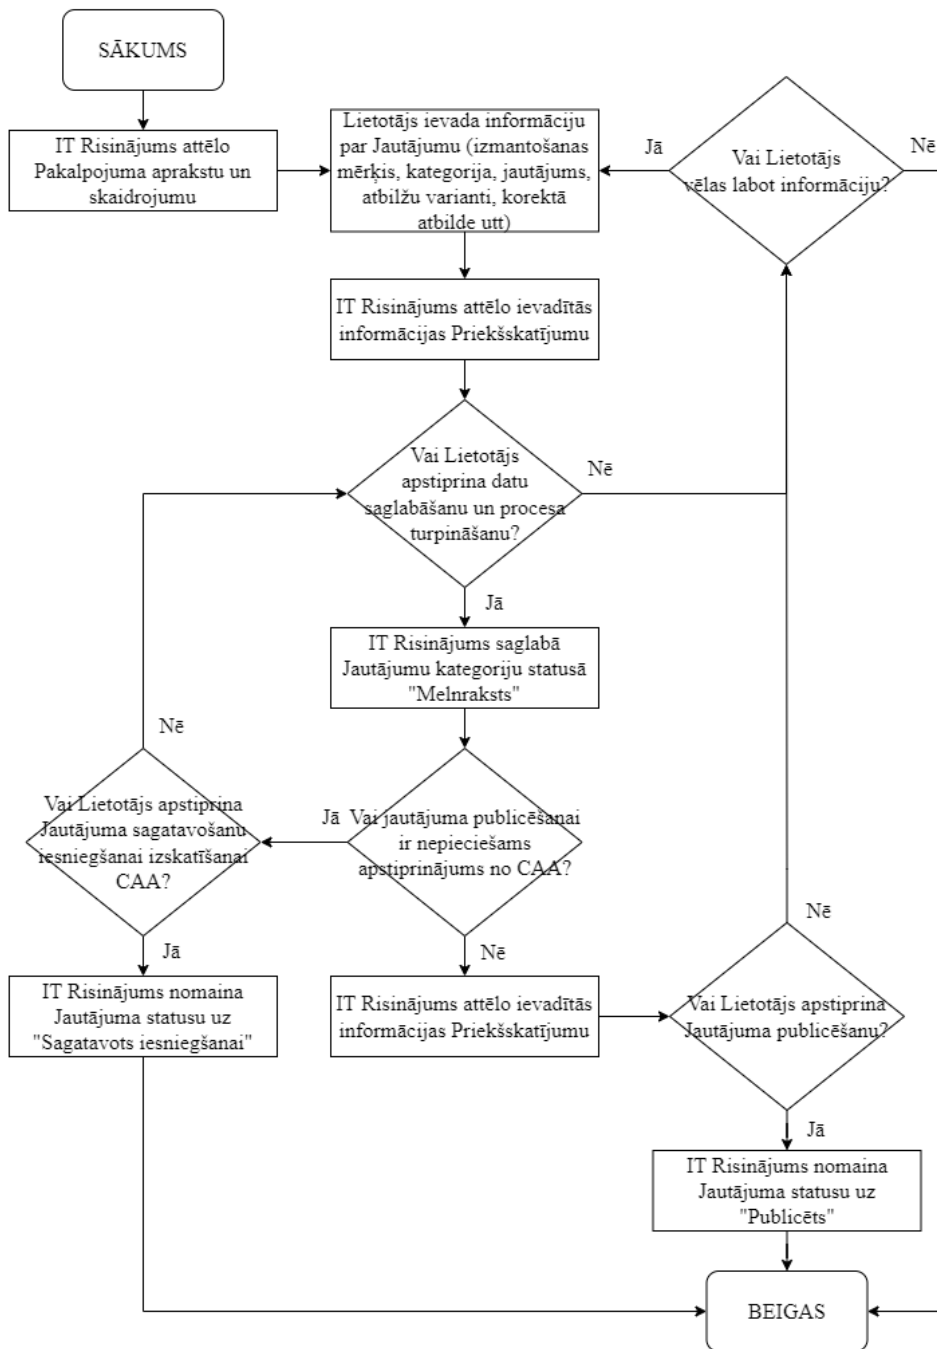 SĀKUMS
IT Risinājums attēlo
Pakalpojuma aprakstu un
skaidrojumu
Lietotājs ievada informāciju
par Jautājumu (izmantošanas
mērķis, kategorija, jautājums,
atbilžu varianti, korektā
atbilde utt)
Jā
Vai Lietotājs
vēlas labot informāciju?
Nē
IT Risinājums attēlo ievadītās
informācijas Priekšskatījumu
Vai Lietotājs
apstiprina datu
saglabāšanu un procesa
turpināšanu?
Nē
Jā
IT Risinājums saglabā
Jautājumu kategoriju statusā
"Melnraksts"
Nē
Vai Lietotājs apstiprina
Jautājuma sagatavošanu
iesniegšanai izskatīšanai
CAA?
Jā
Vai jautājuma publicēšanai
ir nepieciešams
apstiprinājums no CAA?
Jā
Nē
Nē
IT Risinājums nomaina
Jautājuma statusu uz
"Sagatavots iesniegšanai"
IT Risinājums attēlo ievadītās
informācijas Priekšskatījumu
Vai Lietotājs apstiprina
Jautājuma publicēšanu?
Jā
IT Risinājums nomaina
Jautājuma statusu uz
"Publicēts"
BEIGAS